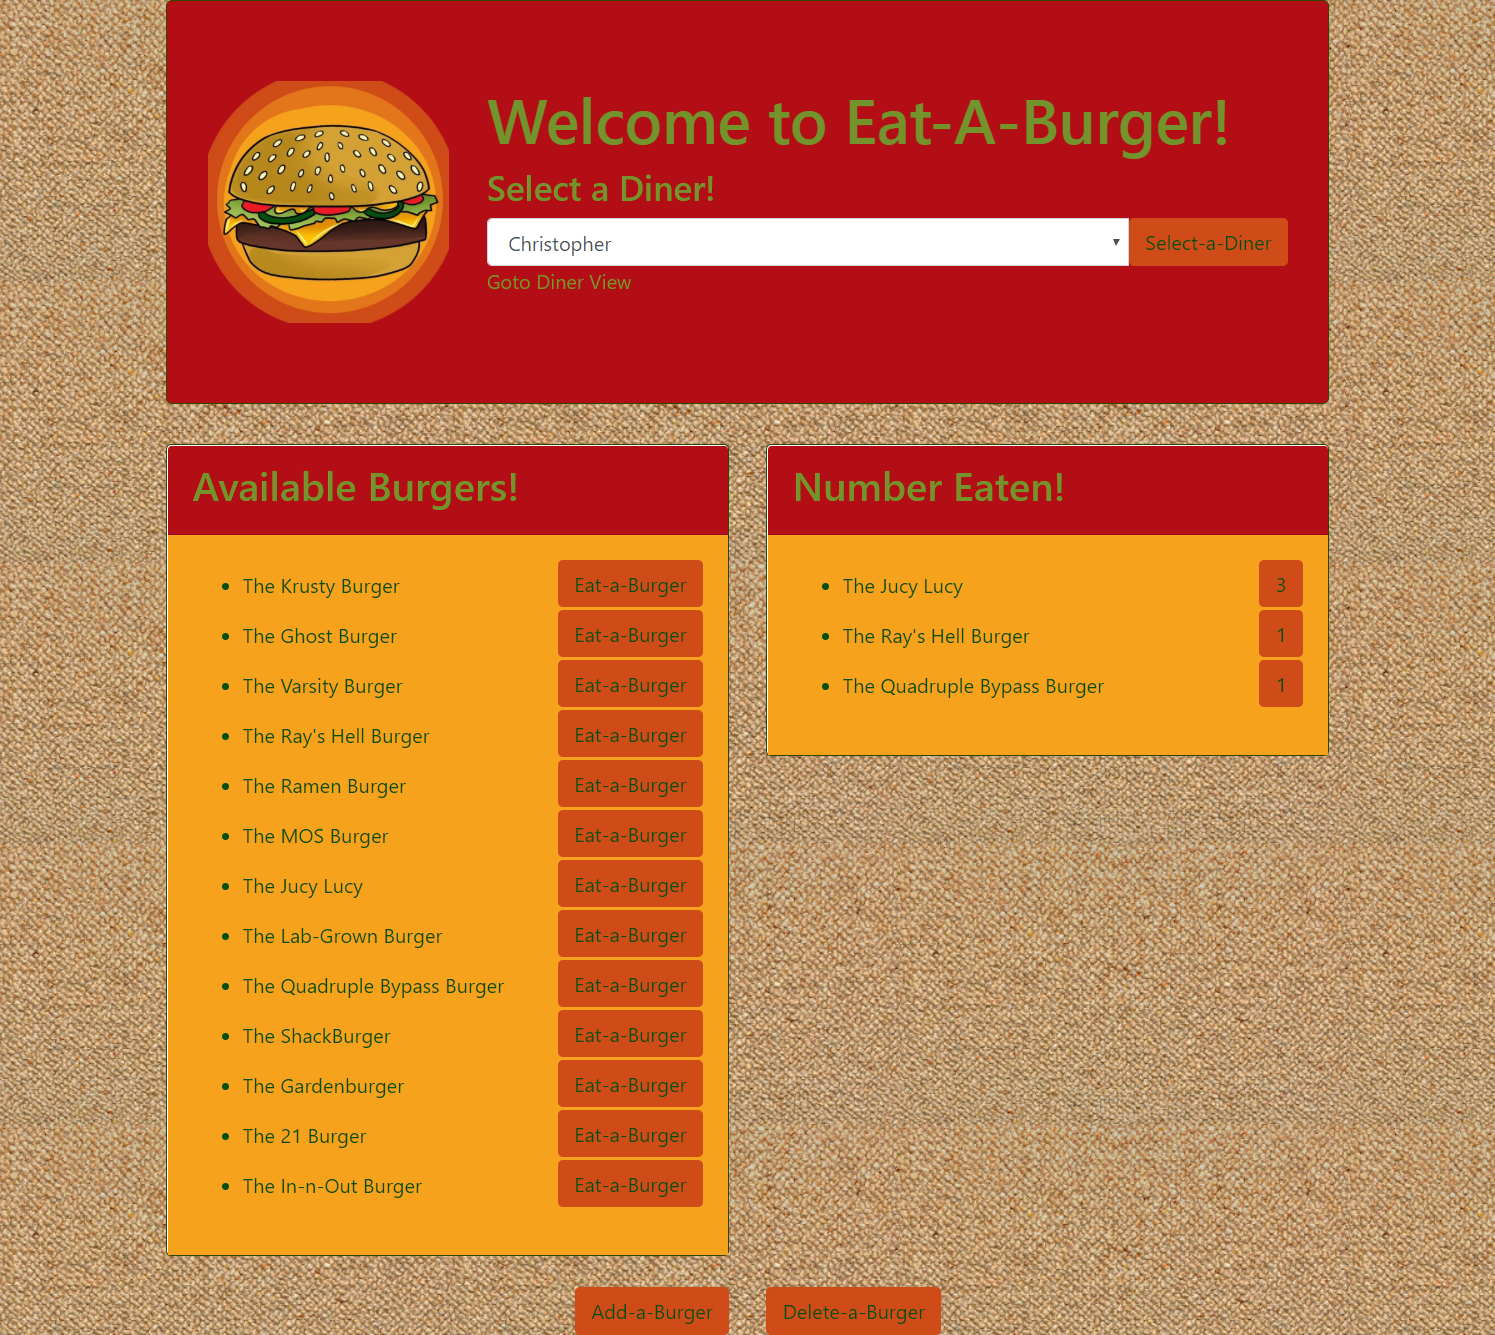 Welcome to Eat-A-Burger!
Select a Diner!
Christopher
Select-a-Diner
Goto Diner View
Available Burgers!
The Krusty Burger Eat-a-Burger
The Ghost Burger Eat-a-Burger
The Varsity Burger Eat-a-Burger
The Ray's Hell Burger Eat-a-Burger
The Ramen Burger Eat-a-Burger
The MOS Burger Eat-a-Burger
The Jucy Lucy Eat-a-Burger
The Lab-Grown Burger Eat-a-Burger
The Quadruple Bypass Burger Eat-a-Burger
The ShackBurger Eat-a-Burger
The Gardenburger Eat-a-Burger
The 21 Burger Eat-a-Burger
The In-n-Out Burger Eat-a-Burger
Number Eaten!
The Jucy Lucy 3
The Ray's Hell Burger 1
The Quadruple Bypass Burger 1
Add-a-Burger
Delete-a-Burger